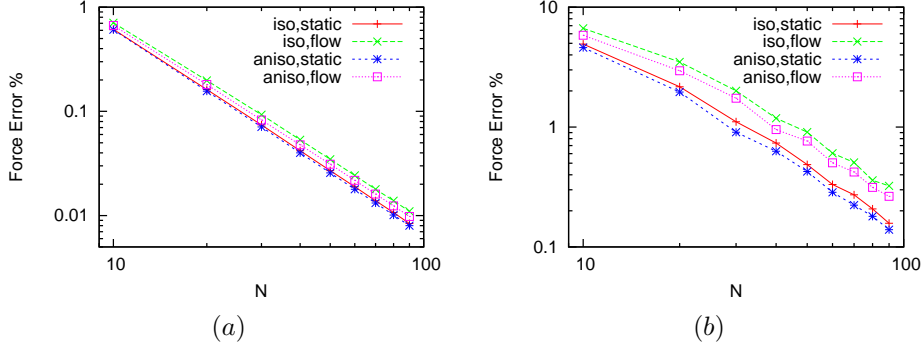 1
0.1
0.01
Force Error %
10
100
N
iso,static
iso,flow
aniso,static
aniso,flow
(a)
10
1
0.1
Force Error %
10
100
N
iso,static
iso,flow
aniso,static
aniso,flow
(b)